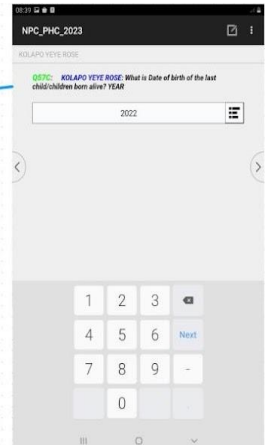 08:39
NPC_PHC_2023
KOLAPO YEYE ROSE
Q57C: KOLAPO YEYE ROSE: What is Date of birth of the last
child/children born alive? YEAR
2022
1 2 3
4 5 6 Next
7 8 9 -
0 .